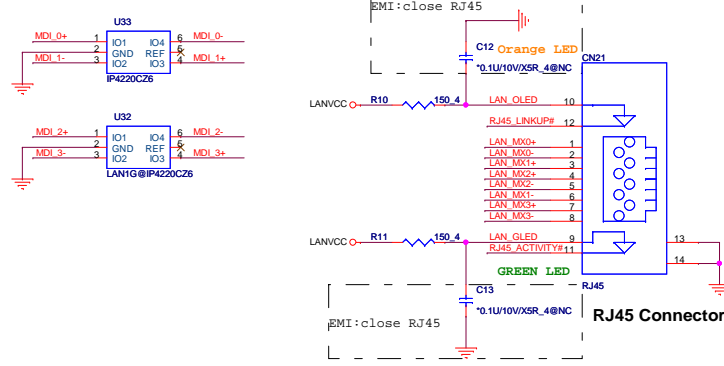 U33
MDI_0+ 1 IO1 IO4 6 MDI_0-
2 GND REF 5
MDI_1- 3 IO2 IO3 4 MDI_1+
IP4220CZ6
U32
MDI_2+ 1 IO1 IO4 6 MDI_2-
2 GND REF 5
MDI_3- 3 IO2 IO3 4 MDI_3+
LAN1G@IP4220CZ6
EMI:close RJ45
C12 Orange LED
*0.1U/10V/X5R_4@NC
CN21
LANVCC R10 150_4 LAN_OLED 10
RJ45_LINKUP# 12
LAN_MX0+ 1
LAN_MX0- 2
LAN_MX1+ 3
LAN_MX2+ 4
LAN_MX2- 5
LAN_MX1- 6
LAN_MX3+ 7
LAN_MX3- 8
LANVCC R11 150_4 LAN_GLED 9
RJ45_ACTIVITY# 11
13
14
GREEN LED
C13
RJ45
*0.1U/10V/X5R_4@NC
EMI:close RJ45
RJ45 Connector